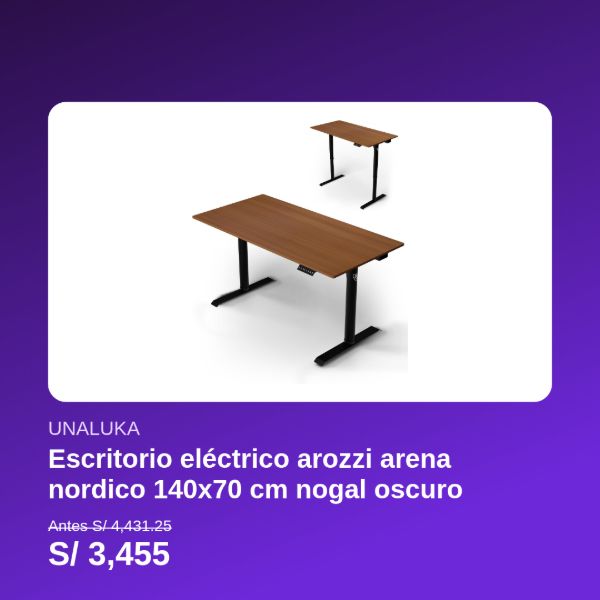 UNALUKA
Escritorio eléctrico arozzi arena
nordico 140x70 cm nogal oscuro
Antes S/ 4,431.25
S/ 3,455